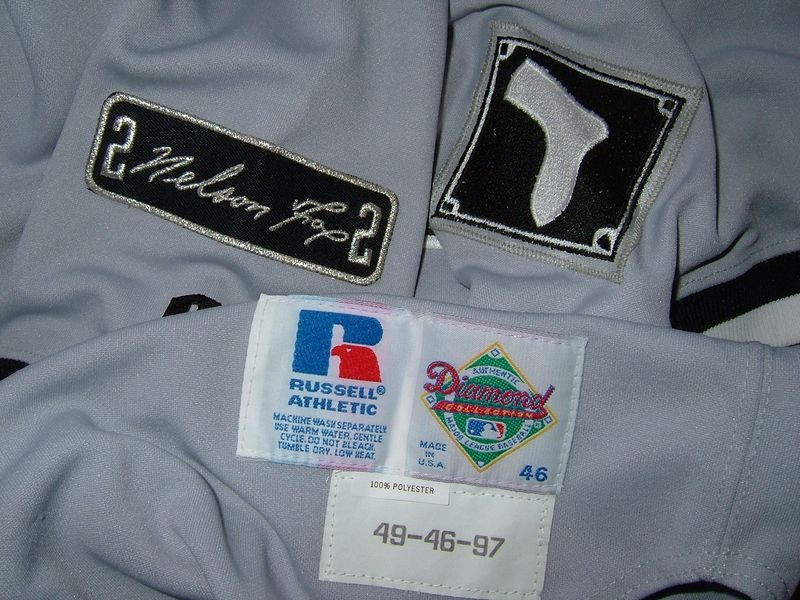 2 Nelson Fox 2
RUSSELL®
ATHLETIC
MACHINE WASH SEPARATELY.
USE WARM WATER. GENTLE
CYCLE. DO NOT BLEACH.
TUMBLE DRY. LOW HEAT.
AUTHENTIC
Diamond
COLLECTION
MAJOR LEAGUE BASEBALL
MADE
IN
U.S.A.
46
100% POLYESTER
49-46-97